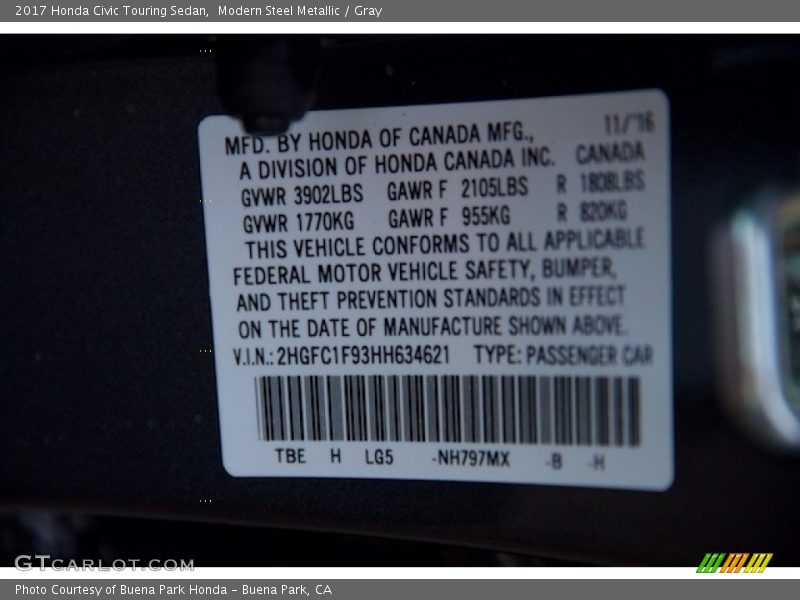 2017 Honda Civic Touring Sedan,  Modern Steel Metallic / Gray
11/'16
MFD. BY HONDA OF CANADA MFG.,
A DIVISION OF HONDA CANADA INC.  CANADA
GVWR 3902LBS  GAWR F 2105LBS  R 1808LBS
GVWR 1770KG  GAWR F 955KG  R 820KG
THIS VEHICLE CONFORMS TO ALL APPLICABLE
FEDERAL MOTOR VEHICLE SAFETY, BUMPER,
AND THEFT PREVENTION STANDARDS IN EFFECT
ON THE DATE OF MANUFACTURE SHOWN ABOVE.
V.I.N.: 2HGFC1F93HH634621  TYPE: PASSENGER CAR
TBE  H  LG5  -NH797MX  -B  -H
GTCARLOT.COM
Photo Courtesy of Buena Park Honda – Buena Park, CA